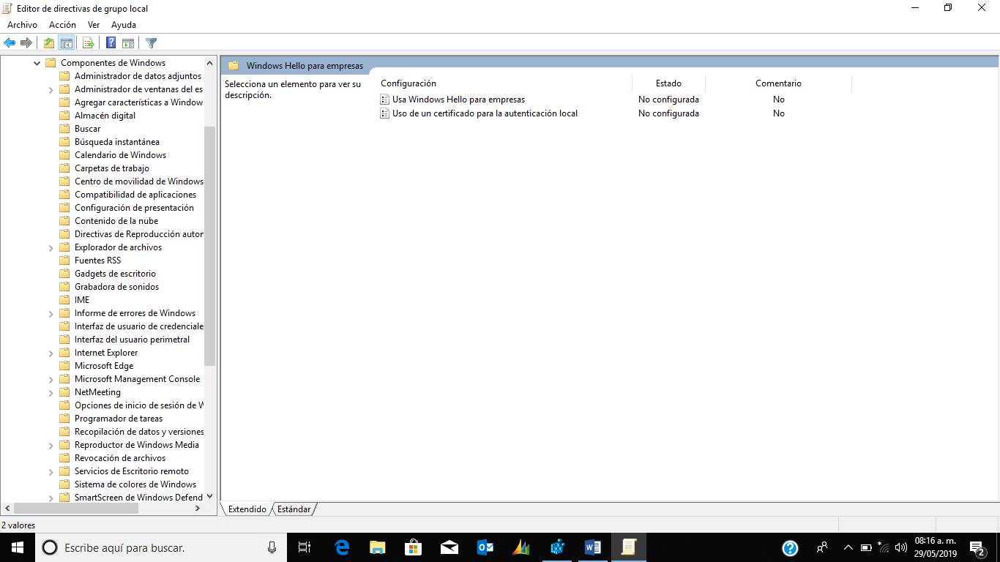 Editor de directivas de grupo local
Archivo Acción Ver Ayuda
Componentes de Windows
Administrador de datos adjuntos
Administrador de ventanas del es
Agregar características a Window
Almacén digital
Buscar
Búsqueda instantánea
Calendario de Windows
Carpetas de trabajo
Centro de movilidad de Windows
Compatibilidad de aplicaciones
Configuración de presentación
Contenido de la nube
Directivas de Reproducción autor
Explorador de archivos
Fuentes RSS
Gadgets de escritorio
Grabadora de sonidos
IME
Informe de errores de Windows
Interfaz de usuario de credenciale
Interfaz del usuario perimetral
Internet Explorer
Microsoft Edge
Microsoft Management Console
NetMeeting
Opciones de inicio de sesión de W
Programador de tareas
Recopilación de datos y versiones
Reproductor de Windows Media
Revocación de archivos
Servicios de Escritorio remoto
Sistema de colores de Windows
SmartScreen de Windows Defend
Windows Hello para empresas
Selecciona un elemento para ver su
descripción.
Configuración Estado Comentario
Usa Windows Hello para empresas No configurada No
Uso de un certificado para la autenticación local No configurada No
Extendido Estándar
2 valores
Escribe aquí para buscar.
08:16 a. m.
29/05/2019
2